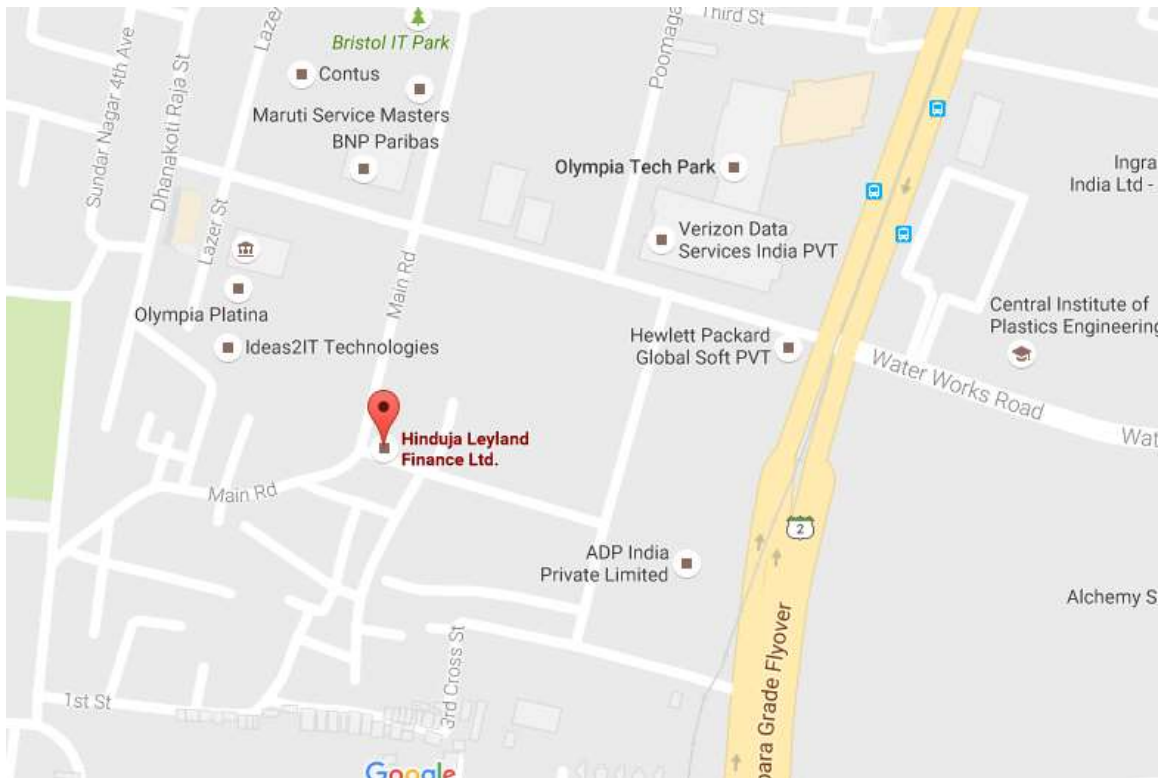 Third St
Bristol IT Park
Contus
Maruti Service Masters
BNP Paribas
Sundar Nagar 4th Ave
Dhanakoti Raja St
Lazer
Lazer St
Main Rd
Poomaga
Olympia Tech Park
Verizon Data
Services India PVT
Ingra
India Ltd -
Olympia Platina
Ideas2IT Technologies
Hewlett Packard
Global Soft PVT
Central Institute of
Plastics Engineering
Water Works Road
Wat
Hinduja Leyland
Finance Ltd.
Main Rd
2
ADP India
Private Limited
Alchemy S
3rd Cross St
1st St
para Grade Flyover
Google